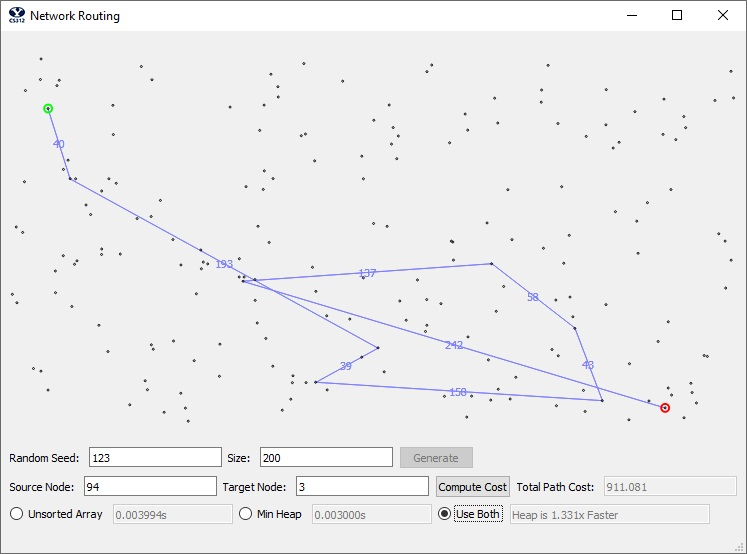 CS312 Network Routing
40
193
137
58
242
43
39
158
Random Seed: 123 Size: 200 Generate
Source Node: 94 Target Node: 3 Compute Cost Total Path Cost: 911.081
Unsorted Array 0.003994s Min Heap 0.003000s Use Both Heap is 1.331x Faster